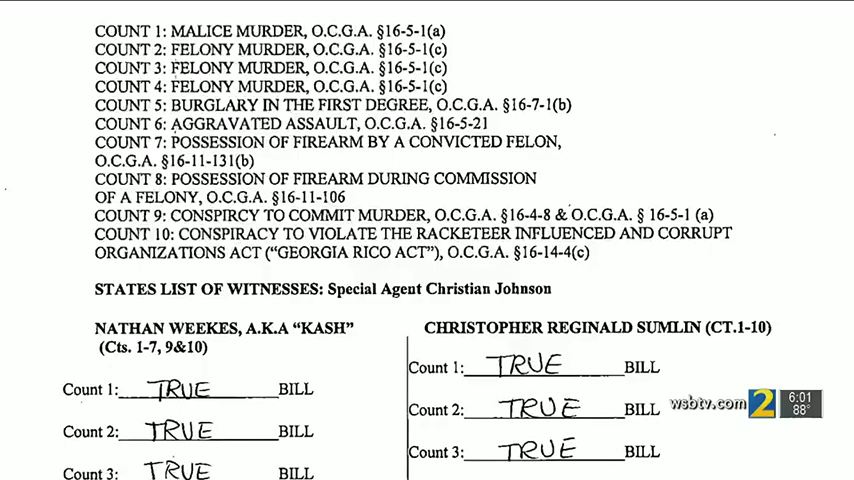 COUNT 1: MALICE MURDER, O.C.G.A. §16-5-1(a)
COUNT 2: FELONY MURDER, O.C.G.A. §16-5-1(c)
COUNT 3: FELONY MURDER, O.C.G.A. §16-5-1(c)
COUNT 4: FELONY MURDER, O.C.G.A. §16-5-1(c)
COUNT 5: BURGLARY IN THE FIRST DEGREE, O.C.G.A. §16-7-1(b)
COUNT 6: AGGRAVATED ASSAULT, O.C.G.A. §16-5-21
COUNT 7: POSSESSION OF FIREARM BY A CONVICTED FELON,
O.C.G.A. §16-11-131(b)
COUNT 8: POSSESSION OF FIREARM DURING COMMISSION
OF A FELONY, O.C.G.A. §16-11-106
COUNT 9: CONSPIRCY TO COMMIT MURDER, O.C.G.A. §16-4-8 & O.C.G.A. § 16-5-1 (a)
COUNT 10: CONSPIRACY TO VIOLATE THE RACKETEER INFLUENCED AND CORRUPT
ORGANIZATIONS ACT ("GEORGIA RICO ACT"), O.C.G.A. §16-14-4(c)
STATES LIST OF WITNESSES: Special Agent Christian Johnson
NATHAN WEEKES, A.K.A "KASH"
(Cts. 1-7, 9&10)
Count 1: TRUE BILL
Count 2: TRUE BILL
Count 3: TRUE BILL
CHRISTOPHER REGINALD SUMLIN (CT.1-10)
Count 1: TRUE BILL
Count 2: TRUE BILL
Count 3: TRUE BILL
wsbtv.com 2 6:01
88°